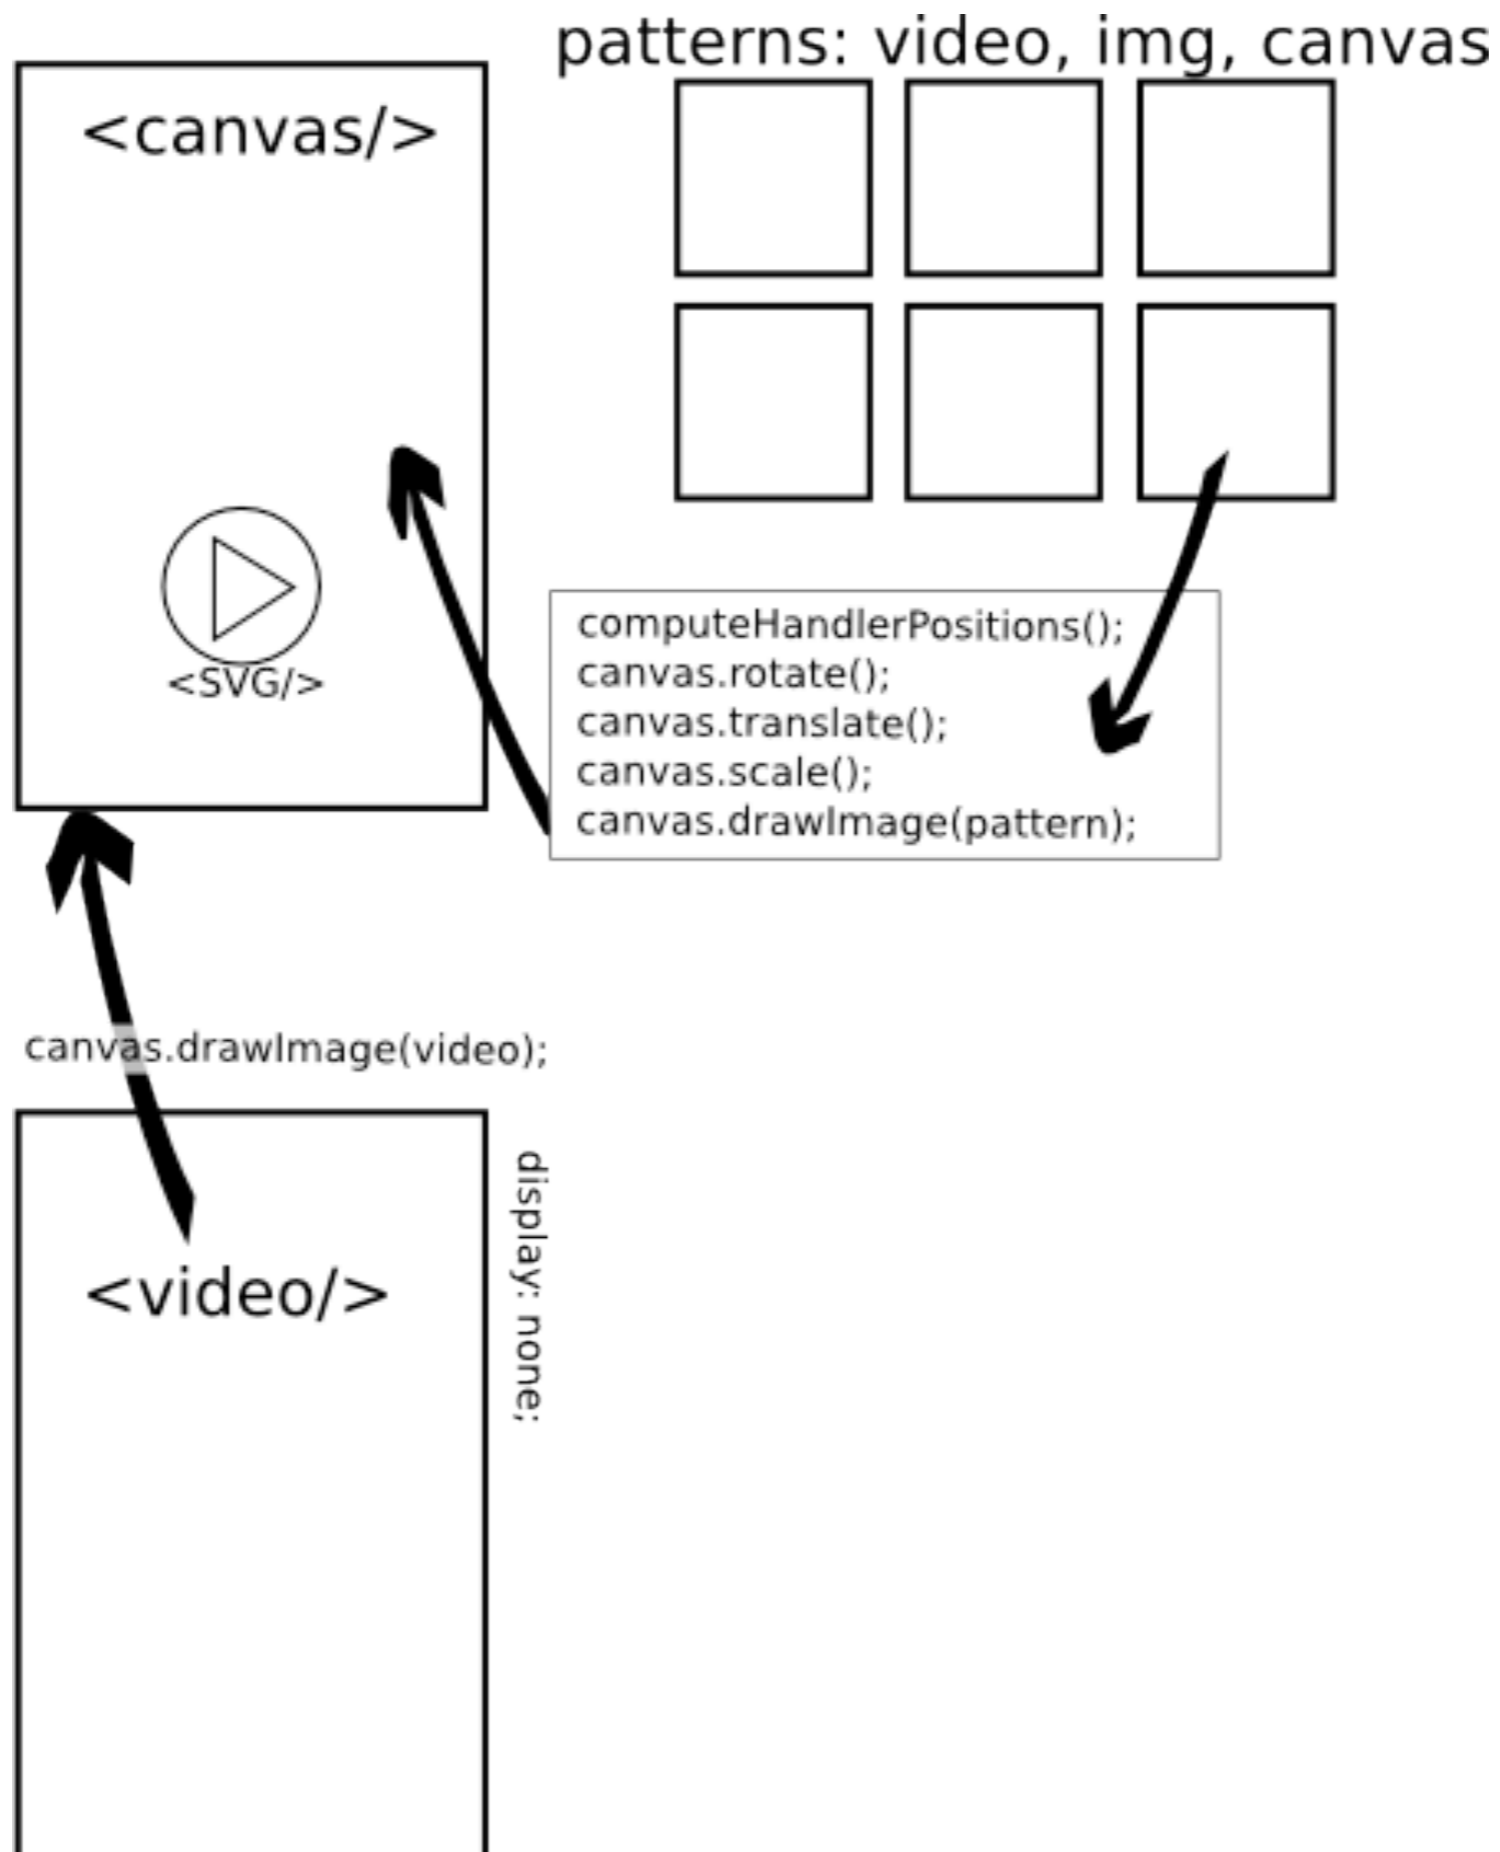 patterns: video, img, canvas
<canvas/>
<SVG/>
computeHandlerPositions();
canvas.rotate();
canvas.translate();
canvas.scale();
canvas.drawImage(pattern);
canvas.drawImage(video);
display: none;
<video/>